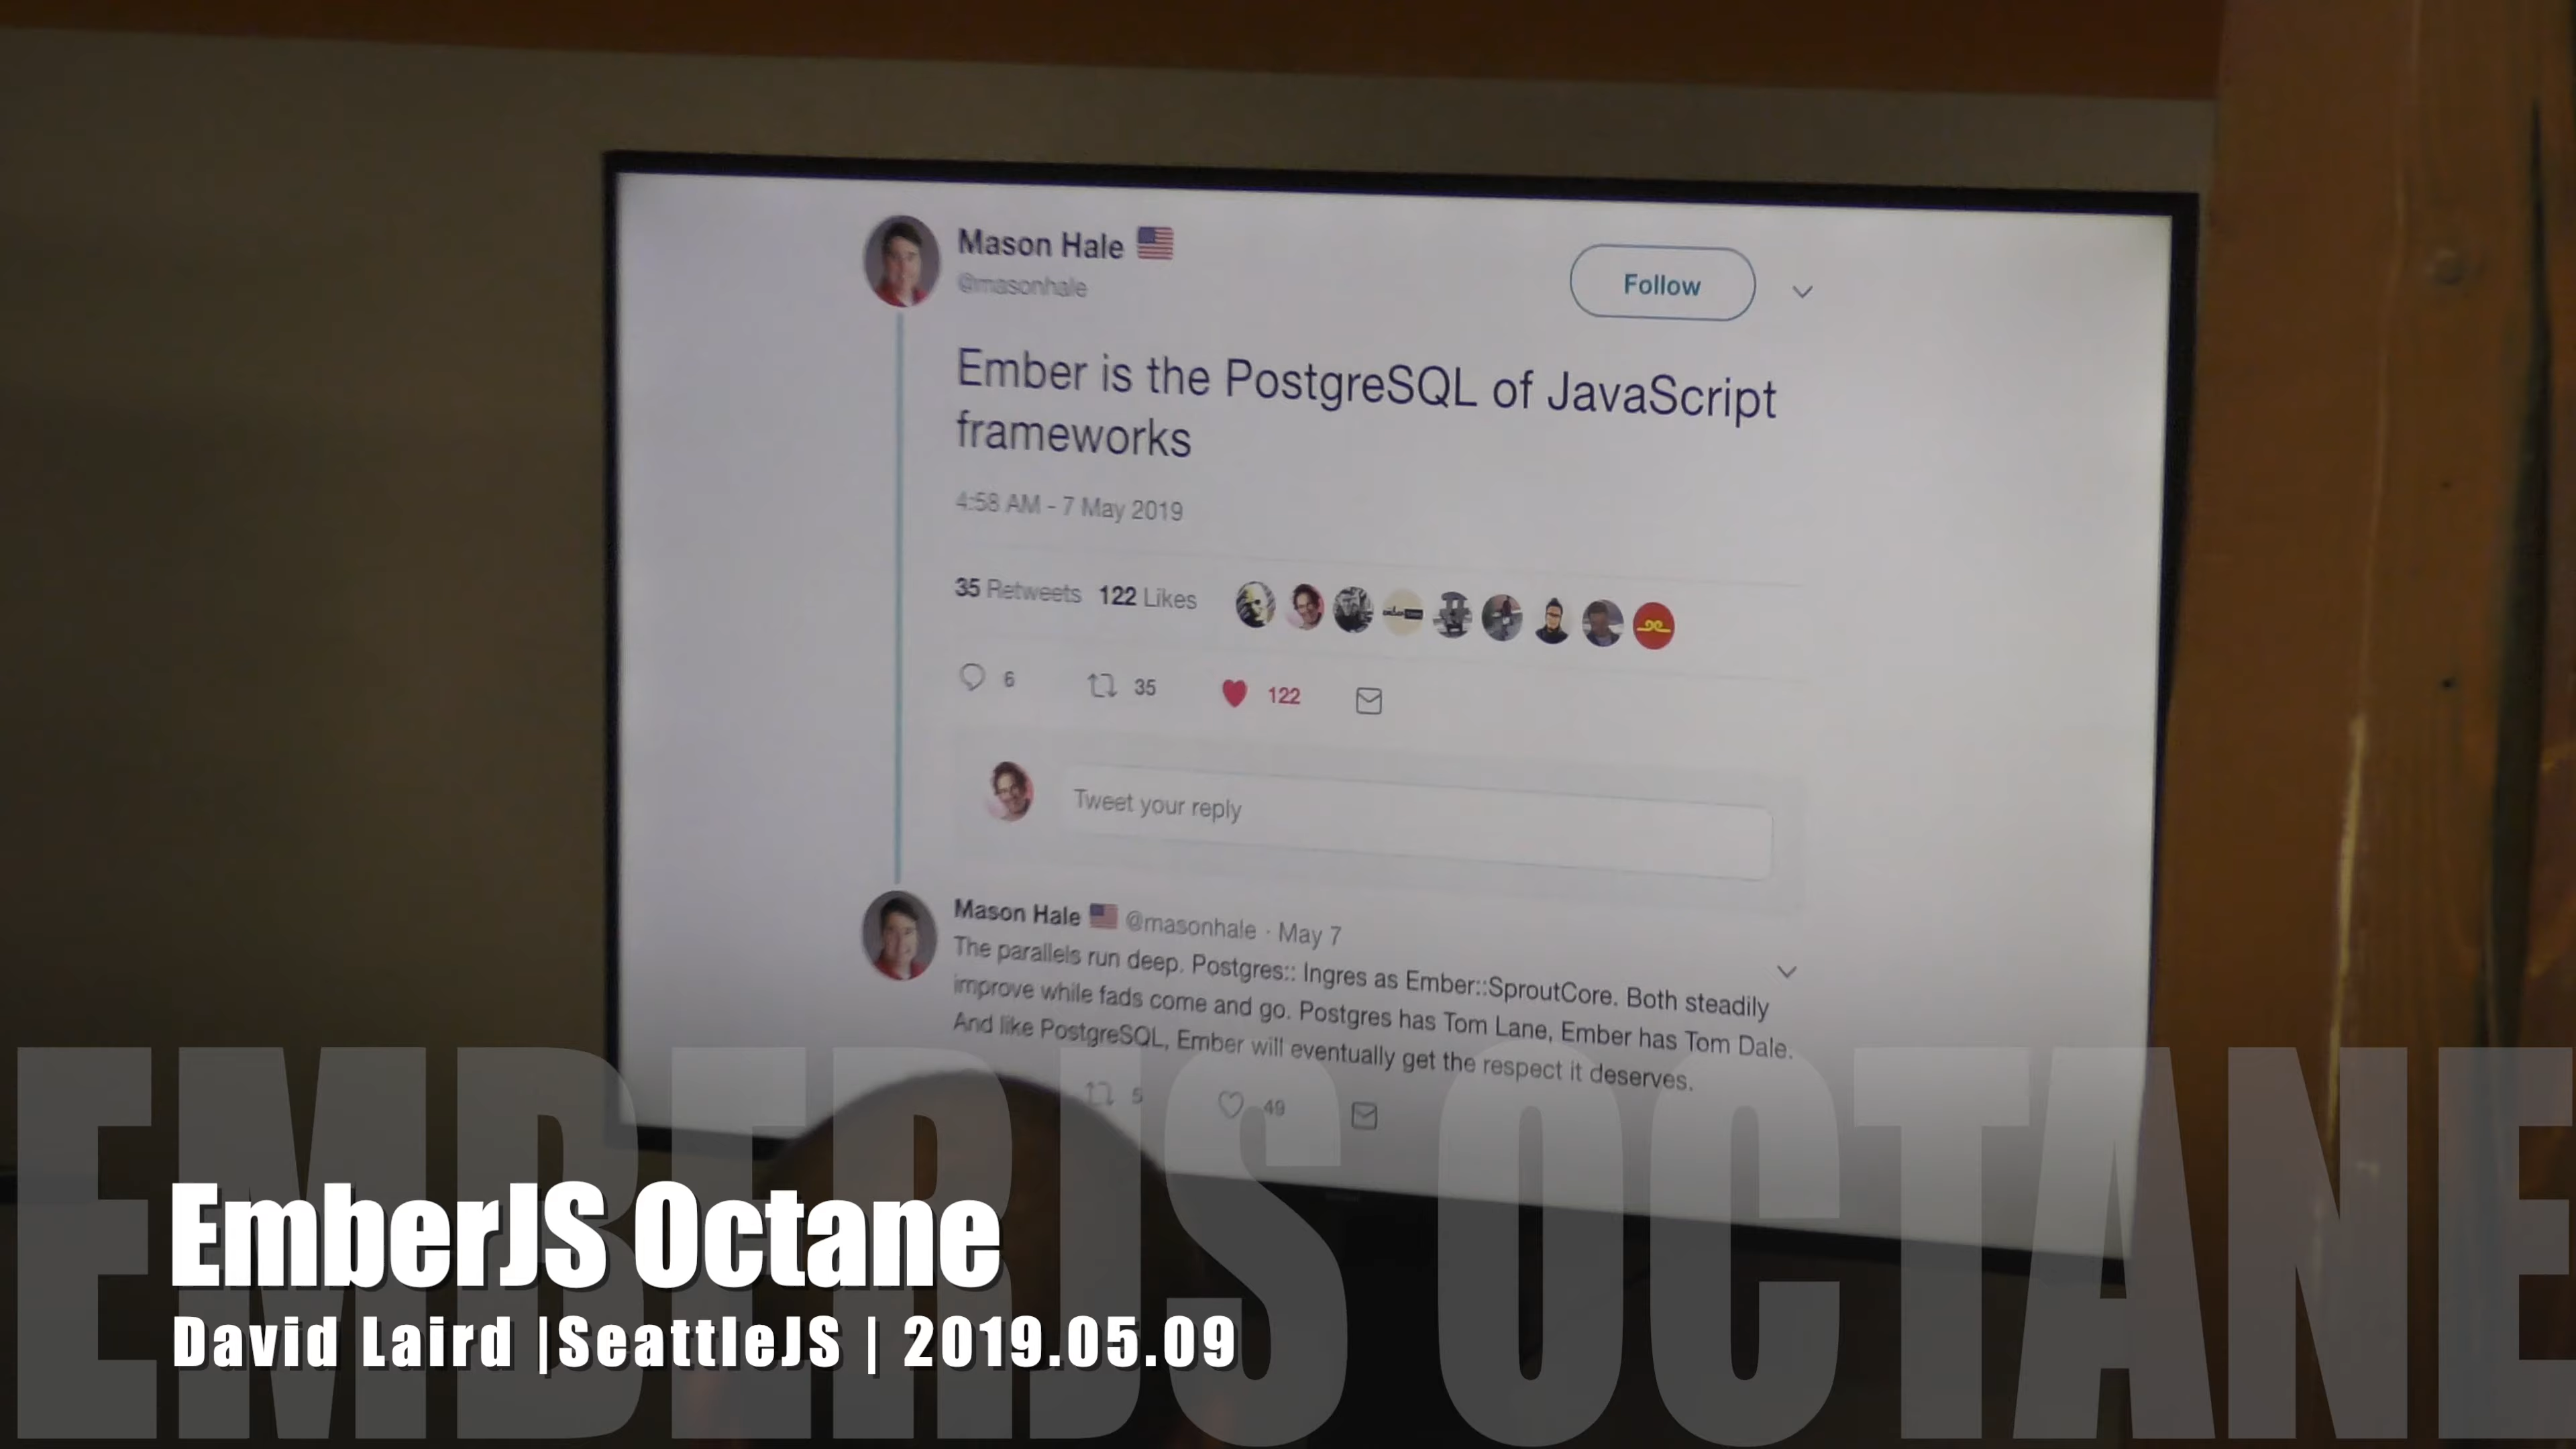 Mason Hale
@masonhale
Follow
Ember is the PostgreSQL of JavaScript
frameworks
4:58 AM - 7 May 2019
35 Retweets 122 Likes
6 35 122
Tweet your reply
Mason Hale @masonhale · May 7
The parallels run deep. Postgres:: Ingres as Ember::SproutCore. Both steadily
improve while fads come and go. Postgres has Tom Lane, Ember has Tom Dale.
And like PostgreSQL, Ember will eventually get the respect it deserves.
5 49
EMBERJS OCTANE
EmberJS Octane
David Laird |SeattleJS | 2019.05.09